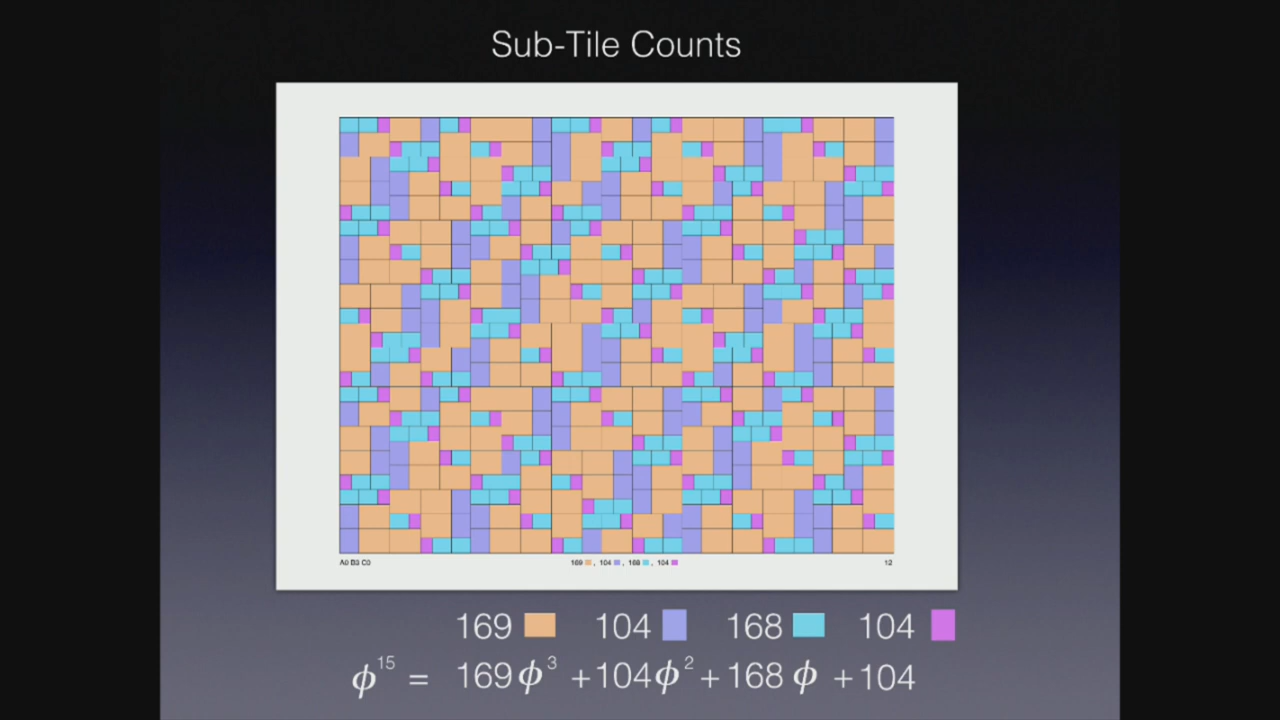 Sub-Tile Counts
A0 B3 C0 169 , 104 , 168 , 104 12
169 104 168 104
ϕ¹⁵ = 169ϕ³ +104ϕ² + 168 ϕ + 104